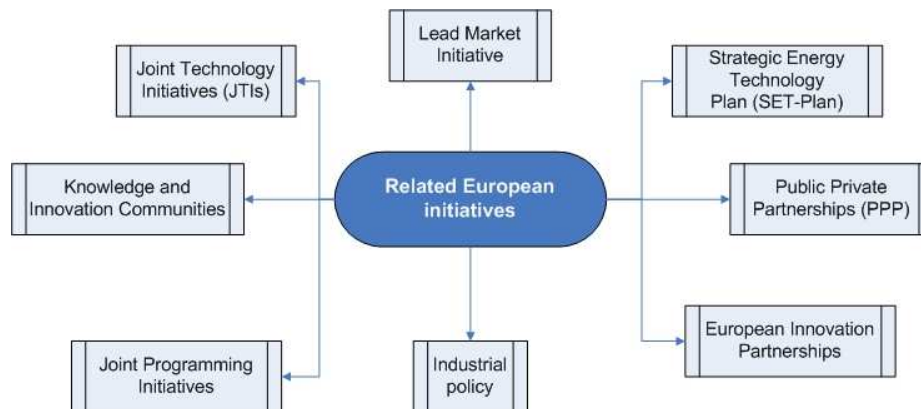 Lead Market
Initiative
Joint Technology
Initiatives (JTIs)
Strategic Energy
Technology
Plan (SET-Plan)
Knowledge and
Innovation Communities
Related European
initiatives
Public Private
Partnerships (PPP)
Joint Programming
Initiatives
Industrial
policy
European Innovation
Partnerships